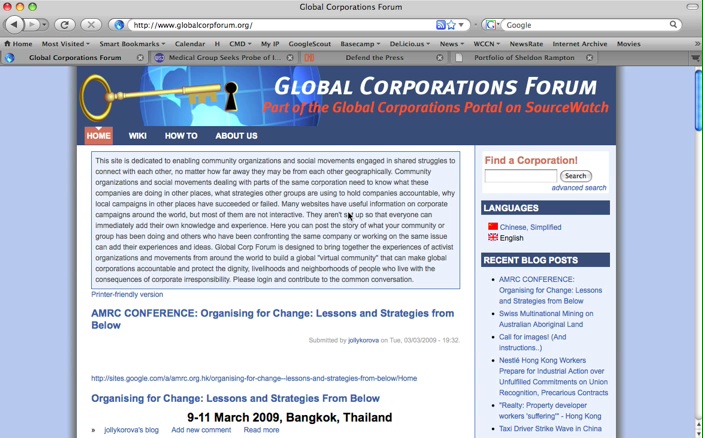 Global Corporations Forum
http://www.globalcorpforum.org/
Google
Home Most Visited Smart Bookmarks Calendar H CMD My IP GoogleScout Basecamp Del.icio.us News WCCN NewsRate Internet Archive Movies
Global Corporations Forum Medical Group Seeks Probe of I... Defend the Press Portfolio of Sheldon Rampton
GLOBAL CORPORATIONS FORUM
Part of the Global Corporations Portal on SourceWatch
HOME WIKI HOW TO ABOUT US
This site is dedicated to enabling community organizations and social movements engaged in shared struggles to
connect with each other, no matter how far away they may be from each other geographically. Community
organizations and social movements dealing with parts of the same corporation need to know what these
companies are doing in other places, what strategies other groups are using to hold companies accountable, why
local campaigns in other places have succeeded or failed. Many websites have useful information on corporate
campaigns around the world, but most of them are not interactive. They aren't set up so that everyone can
immediately add their own knowledge and experience. Here you can post the story of what your community or
group has been doing and others who have been confronting the same company or working on the same issue
can add their experiences and ideas. Global Corp Forum is designed to bring together the experiences of activist
organizations and movements from around the world to build a global "virtual community" that can make global
corporations accountable and protect the dignity, livelihoods and neighborhoods of people who live with the
consequences of corporate irresponsibility. Please login and contribute to the common conversation.
Printer-friendly version
AMRC CONFERENCE: Organising for Change: Lessons and Strategies from
Below
Submitted by jollykorova on Tue, 03/03/2009 - 19:32.
http://sites.google.com/a/amrc.org.hk/organising-for-change--lessons-and-strategies-from-below/Home
Organising for Change: Lessons and Strategies From Below
9-11 March 2009, Bangkok, Thailand
» jollykorova's blog Add new comment Read more
Find a Corporation!
Search
advanced search
LANGUAGES
Chinese, Simplified
English
RECENT BLOG POSTS
AMRC CONFERENCE:
Organising for Change: Lessons
and Strategies from Below
Swiss Multinational Mining on
Australian Aboriginal Land
Call for images! (And
instructions..)
Nestlé Hong Kong Workers
Prepare for Industrial Action over
Unfulfilled Commitments on Union
Recognition, Precarious Contracts
"Realty: Property developer
workers 'suffering'" - Hong Kong
Taxi Driver Strike Wave in China